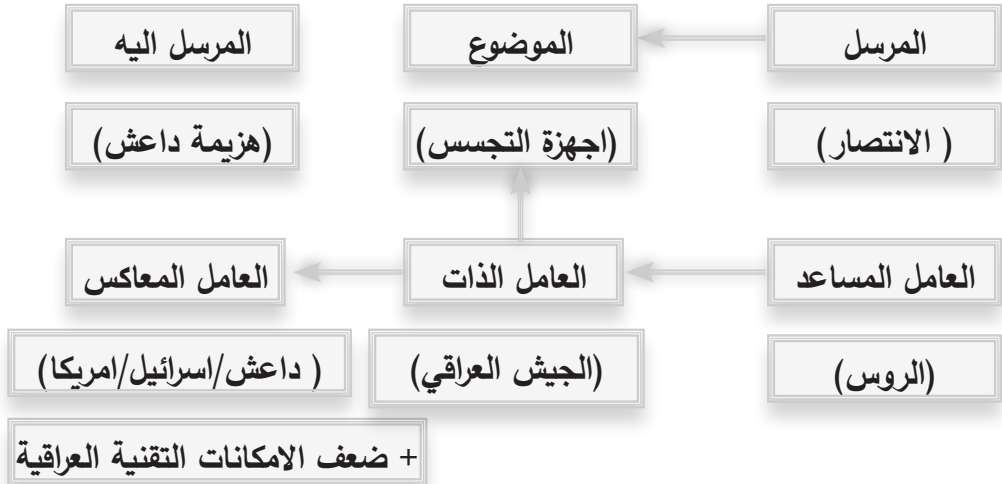 المرسل
الموضوع
المرسل اليه
( الانتصار)
(اجهزة التجسس)
(هزيمة داعش)
العامل المساعد
العامل الذات
العامل المعاكس
(الروس)
(الجيش العراقي)
( داعش/اسرائيل/امريكا)
+ ضعف الامكانات التقنية العراقية